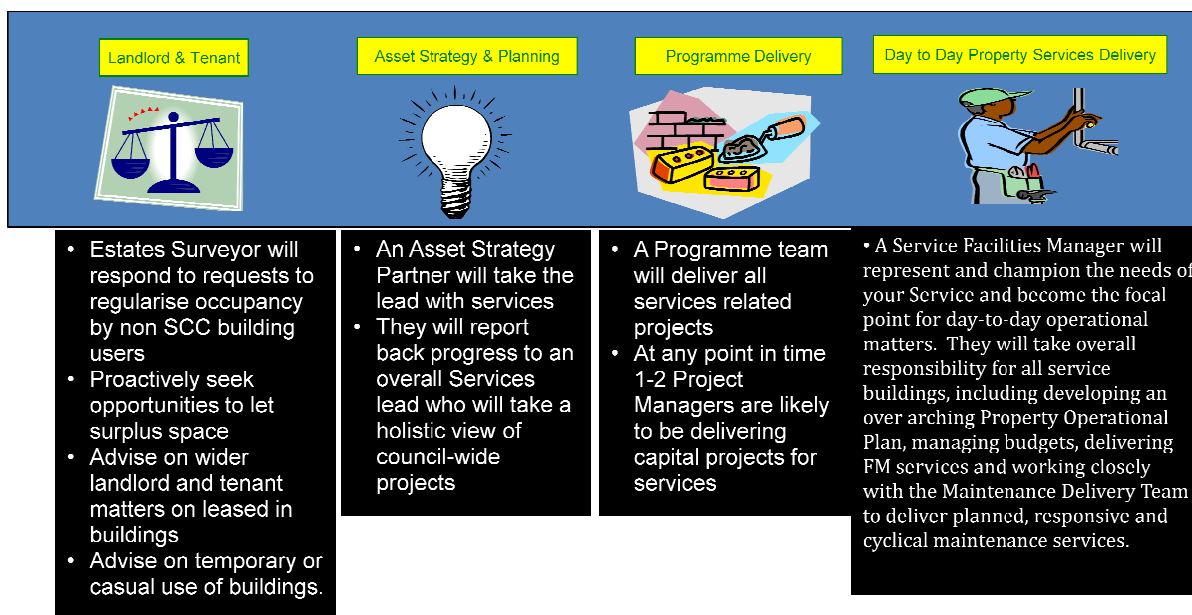 Landlord & Tenant
Asset Strategy & Planning
Programme Delivery
Day to Day Property Services Delivery
• Estates Surveyor will
respond to requests to
regularise occupancy
by non SCC building
users
• Proactively seek
opportunities to let
surplus space
• Advise on wider
landlord and tenant
matters on leased in
buildings
• Advise on temporary or
casual use of buildings.
• An Asset Strategy
Partner will take the
lead with services
• They will report
back progress to an
overall Services
lead who will take a
holistic view of
council-wide
projects
• A Programme team
will deliver all
services related
projects
• At any point in time
1-2 Project
Managers are likely
to be delivering
capital projects for
services
• A Service Facilities Manager will
represent and champion the needs of
your Service and become the focal
point for day-to-day operational
matters. They will take overall
responsibility for all service
buildings, including developing an
over arching Property Operational
Plan, managing budgets, delivering
FM services and working closely
with the Maintenance Delivery Team
to deliver planned, responsive and
cyclical maintenance services.